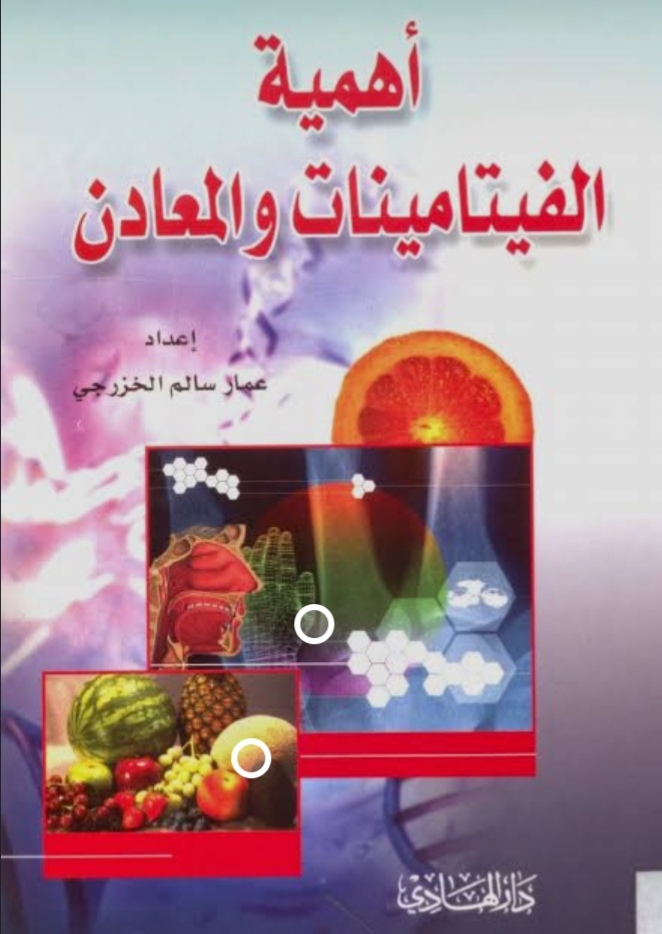 أهمية
الفيتامينات والمعادن
إعداد
عمار سالم الخزرجي
دار الهادي